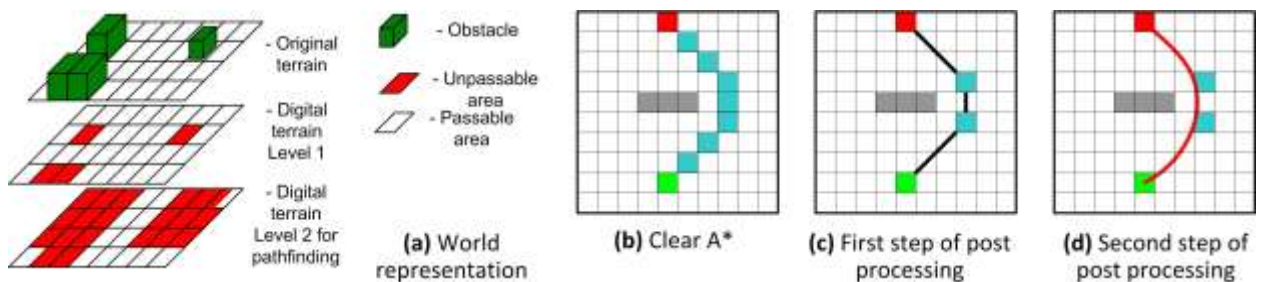 - Original
terrain
- Digital
terrain
Level 1
- Digital
terrain
Level 2 for
pathfinding
- Obstacle
- Unpassable
area
- Passable
area
(a) World
representation
(b) Clear A*
(c) First step of post
processing
(d) Second step of
post processing